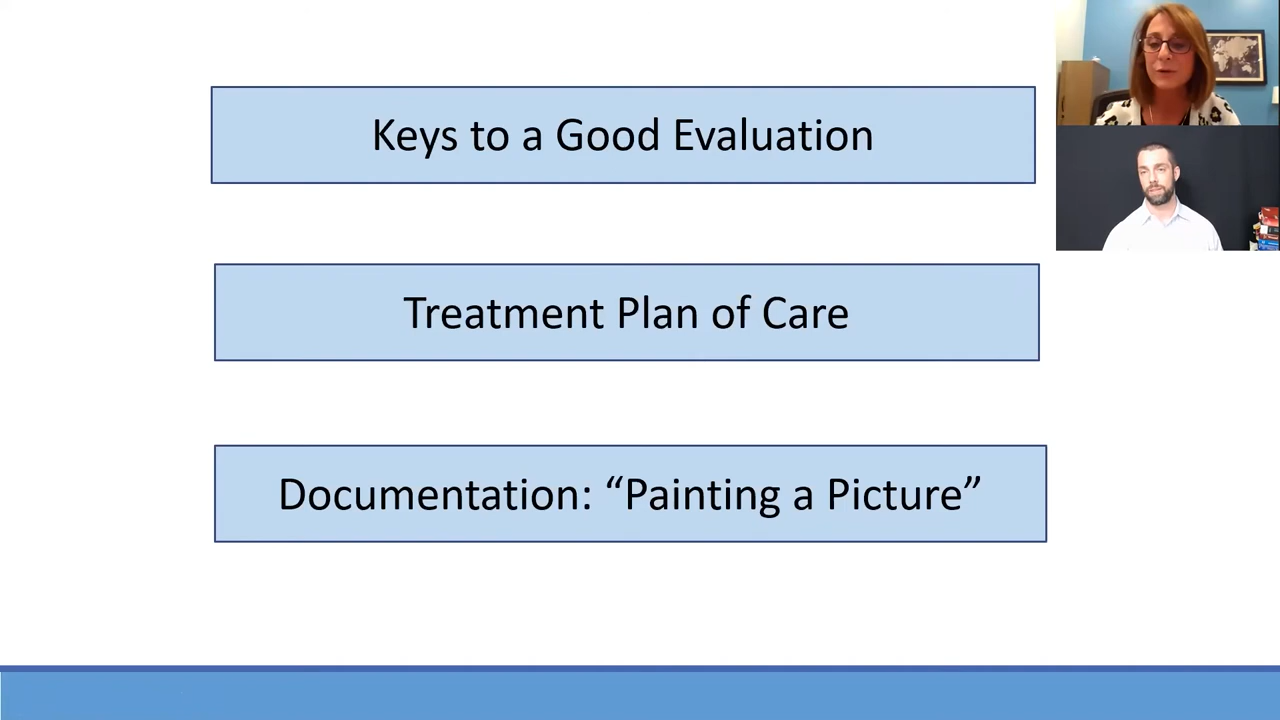 Keys to a Good Evaluation
Treatment Plan of Care
Documentation: “Painting a Picture”